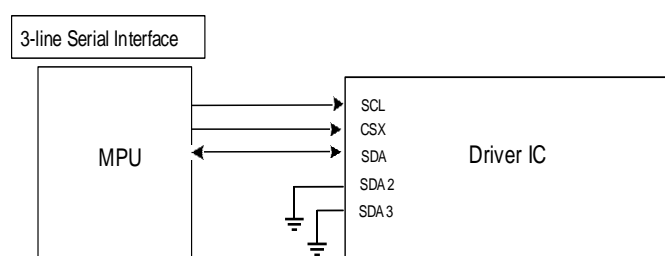 3-line Serial Interface
MPU
SCL
CSX
SDA
SDA 2
SDA 3
Driver IC